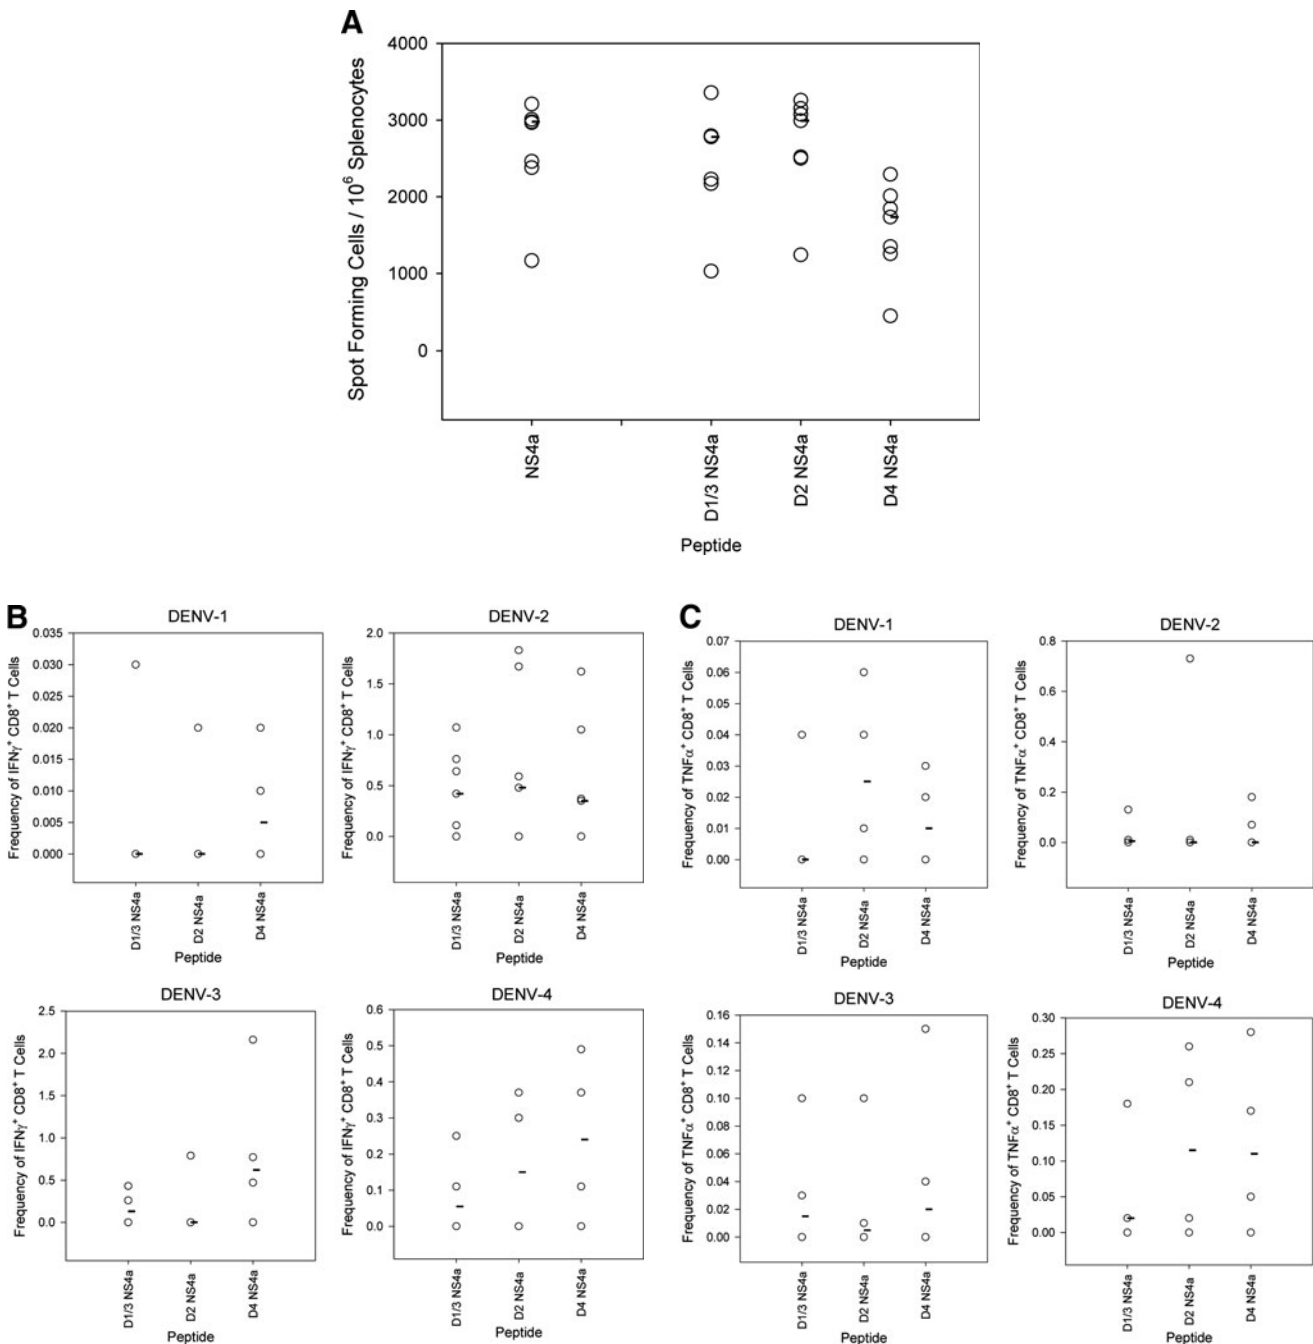 A
Spot Forming Cells / 10⁶ Splenocytes
4000
3000
2000
1000
0
NS4a
D1/3 NS4a
D2 NS4a
D4 NS4a
Peptide
B
DENV-1
Frequency of IFNγ⁺ CD8⁺ T Cells
0.035
0.030
0.025
0.020
0.015
0.010
0.005
0.000
D1/3 NS4a
D2 NS4a
D4 NS4a
Peptide
DENV-2
Frequency of IFNγ⁺ CD8⁺ T Cells
2.0
1.5
1.0
0.5
0.0
D1/3 NS4a
D2 NS4a
D4 NS4a
Peptide
DENV-3
Frequency of IFNγ⁺ CD8⁺ T Cells
2.5
2.0
1.5
1.0
0.5
0.0
D1/3 NS4a
D2 NS4a
D4 NS4a
Peptide
DENV-4
Frequency of IFNγ⁺ CD8⁺ T Cells
0.6
0.5
0.4
0.3
0.2
0.1
0.0
D1/3 NS4a
D2 NS4a
D4 NS4a
Peptide
C
DENV-1
Frequency of TNFα⁺ CD8⁺ T Cells
0.07
0.06
0.05
0.04
0.03
0.02
0.01
0.00
D1/3 NS4a
D2 NS4a
D4 NS4a
Peptide
DENV-2
Frequency of TNFα⁺ CD8⁺ T Cells
0.8
0.6
0.4
0.2
0.0
D1/3 NS4a
D2 NS4a
D4 NS4a
Peptide
DENV-3
Frequency of TNFα⁺ CD8⁺ T Cells
0.16
0.14
0.12
0.10
0.08
0.06
0.04
0.02
0.00
D1/3 NS4a
D2 NS4a
D4 NS4a
Peptide
DENV-4
Frequency of TNFα⁺ CD8⁺ T Cells
0.30
0.25
0.20
0.15
0.10
0.05
0.00
D1/3 NS4a
D2 NS4a
D4 NS4a
Peptide